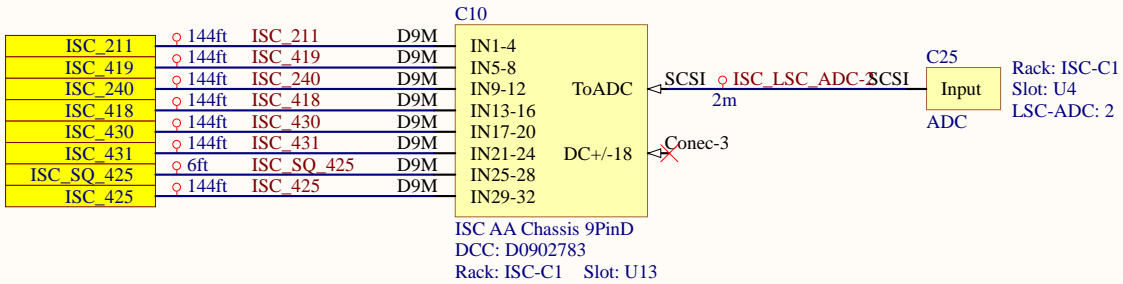 C10
ISC_211 144ft ISC_211 D9M IN1-4
ISC_419 144ft ISC_419 D9M IN5-8
ISC_240 144ft ISC_240 D9M IN9-12
ISC_418 144ft ISC_418 D9M IN13-16
ISC_430 144ft ISC_430 D9M IN17-20
ISC_431 144ft ISC_431 D9M IN21-24
ISC_SQ_425 6ft ISC_SQ_425 D9M IN25-28
ISC_425 144ft ISC_425 D9M IN29-32
ToADC
DC+/-18
ISC AA Chassis 9PinD
DCC: D0902783
Rack: ISC-C1 Slot: U13
SCSI ISC_LSC_ADC-2 SCSI
2m
Conec-3
C25
Input
ADC
Rack: ISC-C1
Slot: U4
LSC-ADC: 2